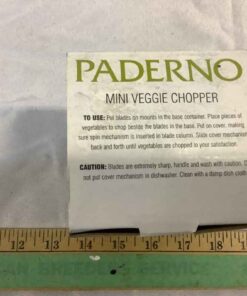 PADERNO
MINI VEGGIE CHOPPER
TO USE: Put blades on mounts in the base container. Place pieces of
vegetables to chop beside the blades in the base. Put on cover, making
sure spin mechanism is inserted in blade column. Slide cover mechanism
back and forth until vegetables are chopped to your satisfaction.
CAUTION: Blades are extremely sharp, handle and wash with caution. Do
not put cover mechanism in dishwasher. Clean with a damp dish cloth
12 13 14 15 16 17 18
BREEDERS SERVICE